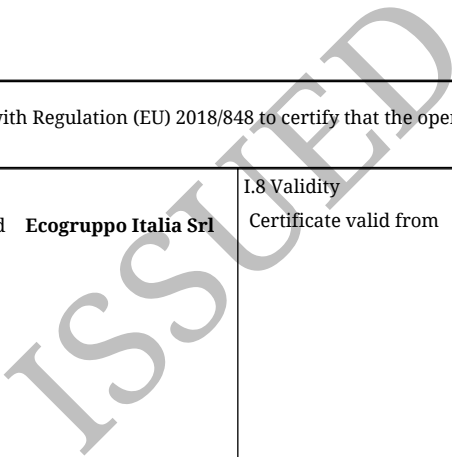 with Regulation (EU) 2018/848 to certify that the oper
I.8 Validity
Ecogruppo Italia Srl
Certificate valid from
ISSUED